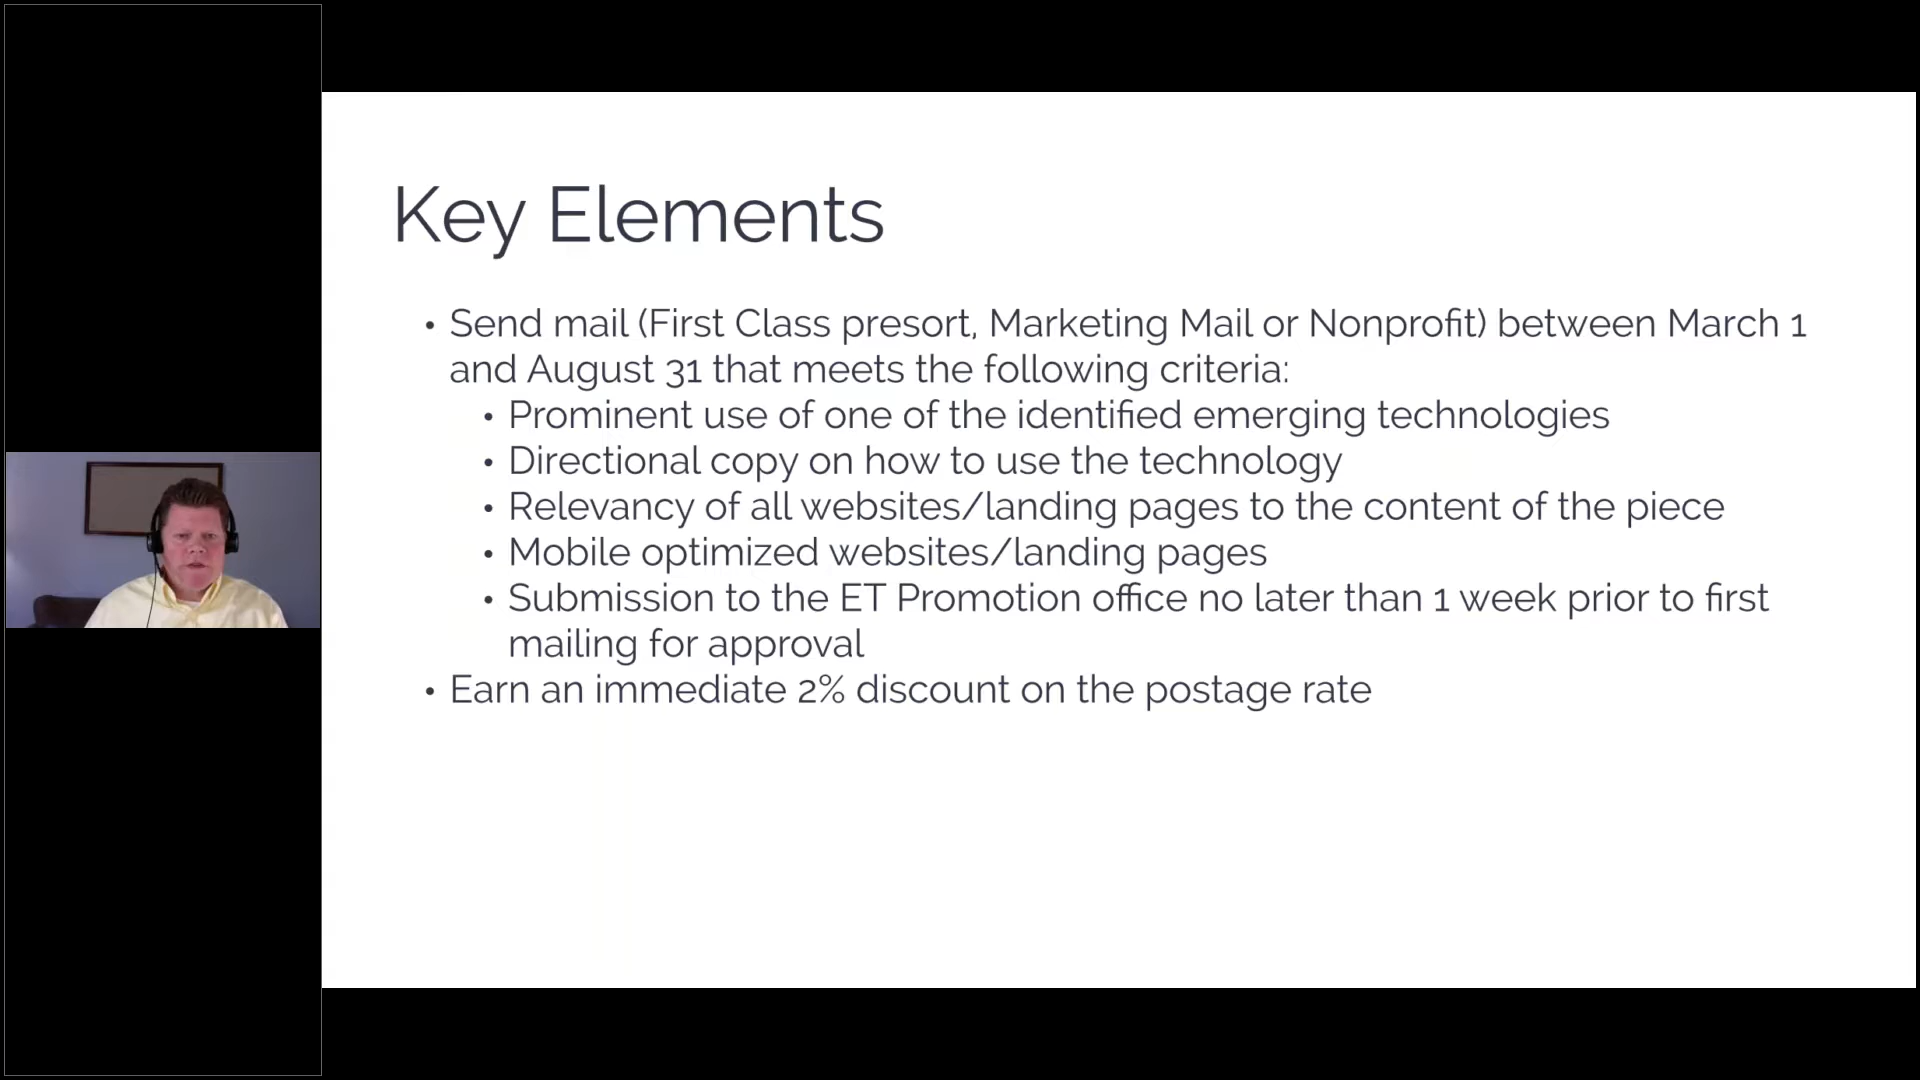 Key Elements
• Send mail (First Class presort, Marketing Mail or Nonprofit) between March 1
and August 31 that meets the following criteria:
• Prominent use of one of the identified emerging technologies
• Directional copy on how to use the technology
• Relevancy of all websites/landing pages to the content of the piece
• Mobile optimized websites/landing pages
• Submission to the ET Promotion office no later than 1 week prior to first
mailing for approval
• Earn an immediate 2% discount on the postage rate